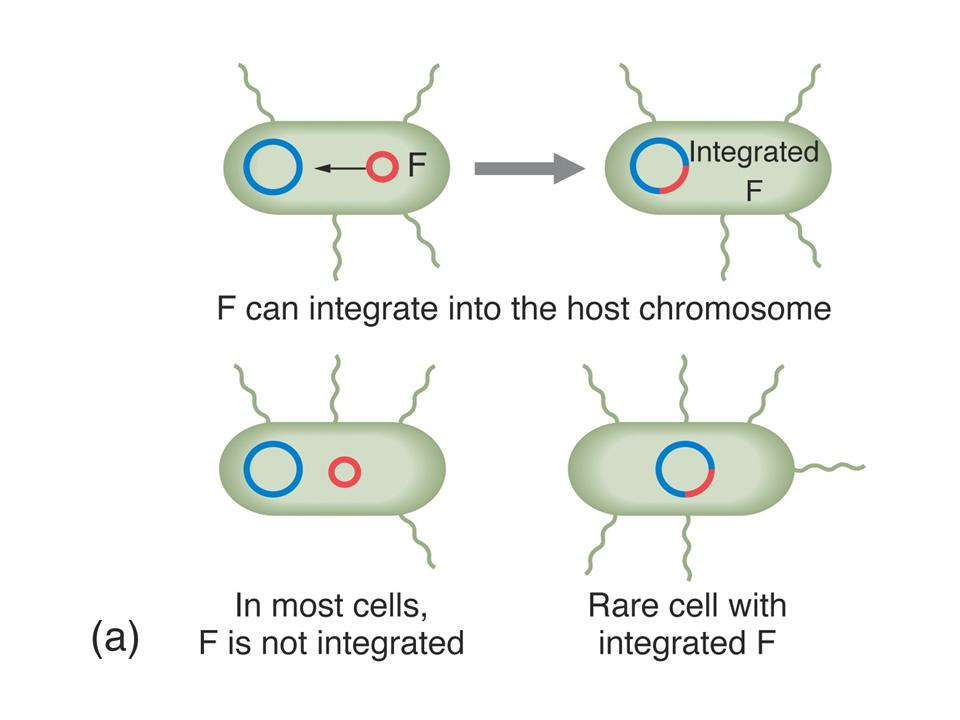 F
Integrated
F
F can integrate into the host chromosome
In most cells,
F is not integrated
Rare cell with
integrated F
(a)